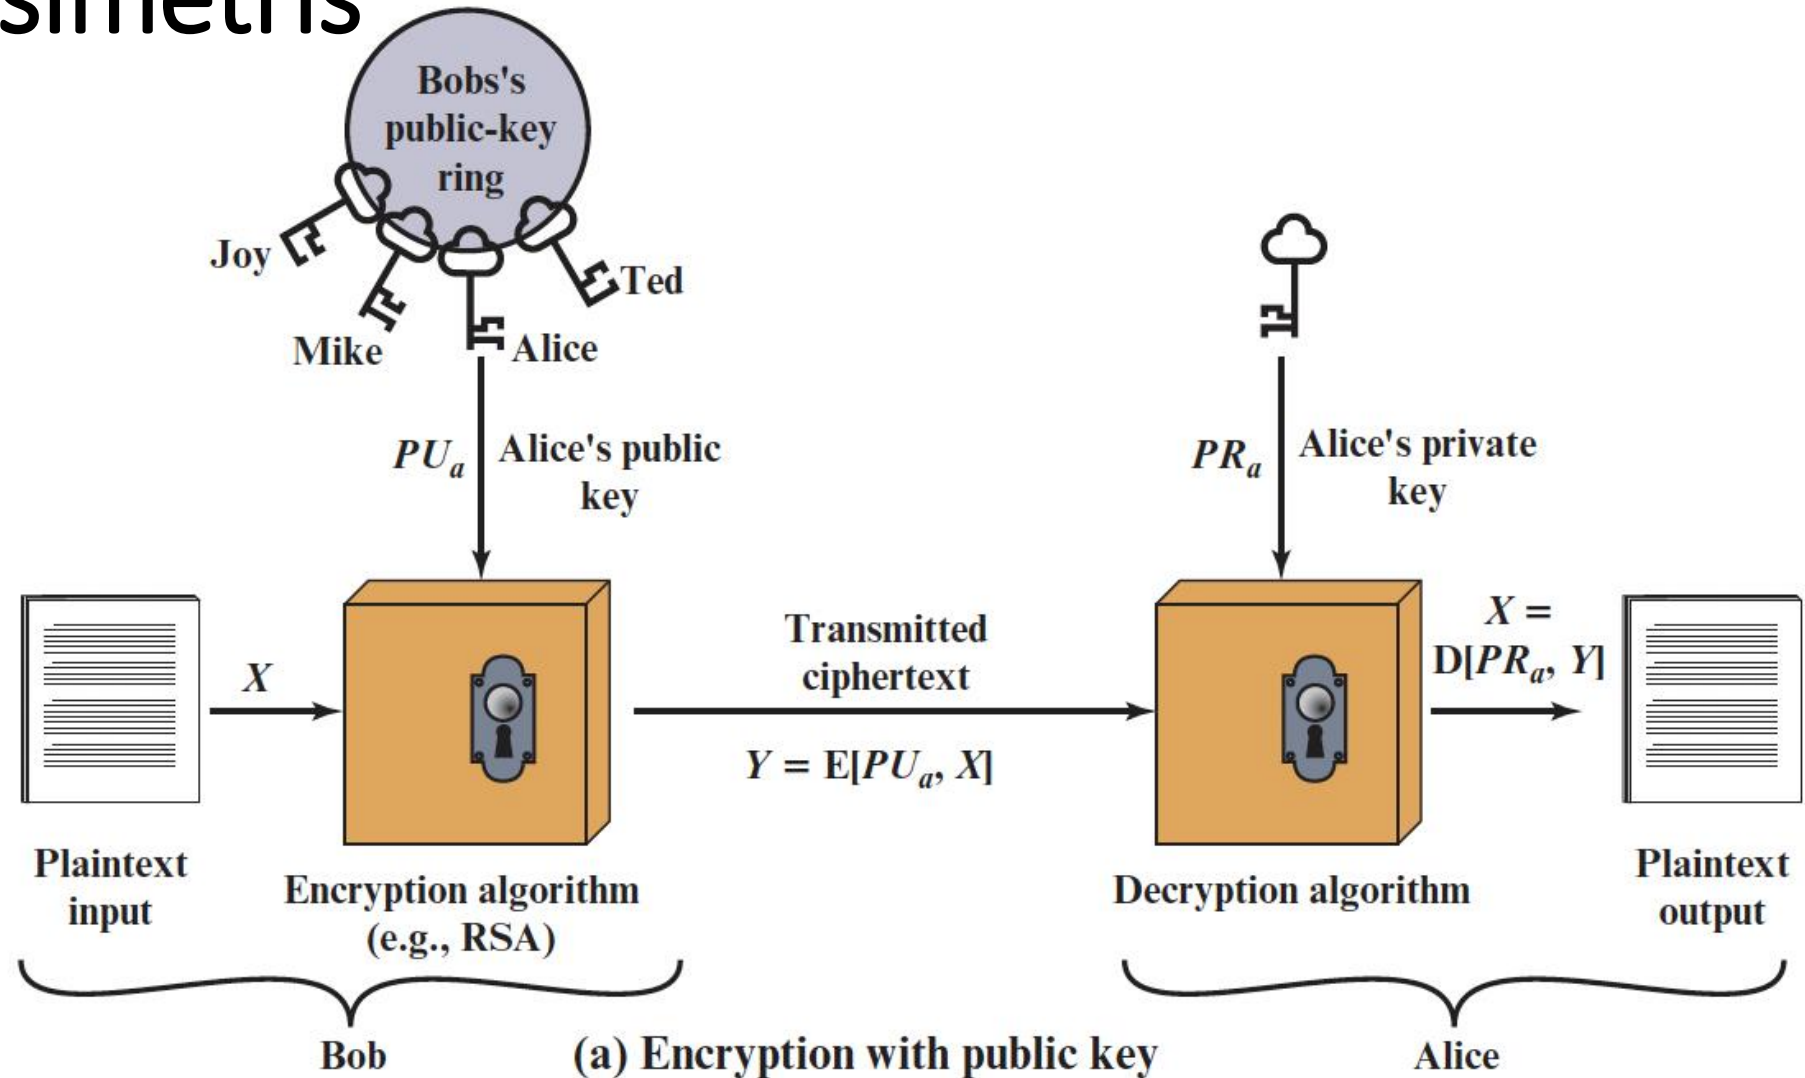 simetris
Bobs's
public-key
ring
Joy
Ted
Mike
Alice
PUa
Alice's public
key
PRa
Alice's private
key
X
Transmitted
ciphertext
Y = E[PUa, X]
X =
D[PRa, Y]
Plaintext
input
Encryption algorithm
(e.g., RSA)
Decryption algorithm
Plaintext
output
Bob
(a) Encryption with public key
Alice